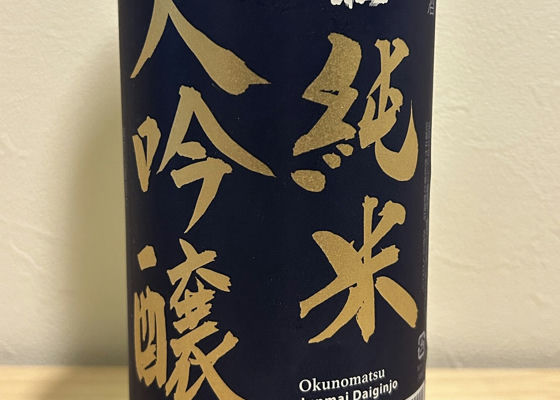 純米
大吟醸
Okunomatsu
Junmai Daiginjo